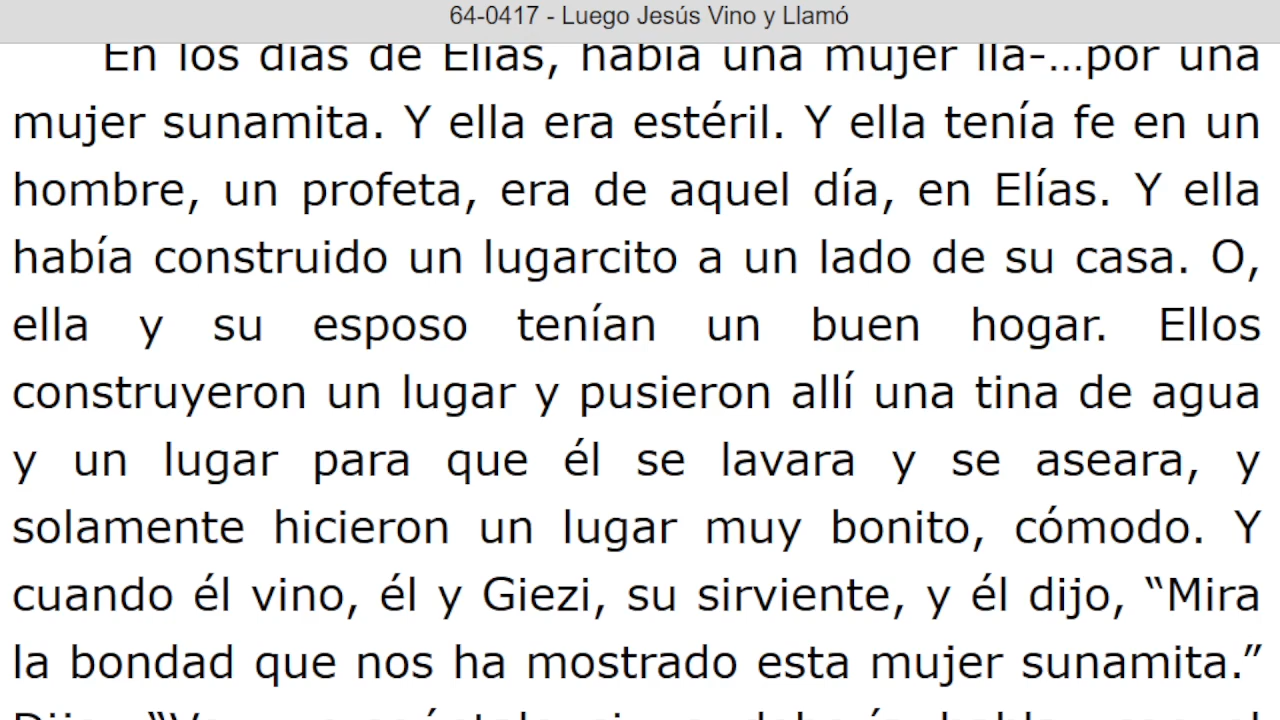 64-0417 - Luego Jesús Vino y Llamó
En los días de Elías, había una mujer lla-...por una
mujer sunamita. Y ella era estéril. Y ella tenía fe en un
hombre, un profeta, era de aquel día, en Elías. Y ella
había construido un lugarcito a un lado de su casa. O,
ella y su esposo tenían un buen hogar. Ellos
construyeron un lugar y pusieron allí una tina de agua
y un lugar para que él se lavara y se aseara, y
solamente hicieron un lugar muy bonito, cómodo. Y
cuando él vino, él y Giezi, su sirviente, y él dijo, “Mira
la bondad que nos ha mostrado esta mujer sunamita.”